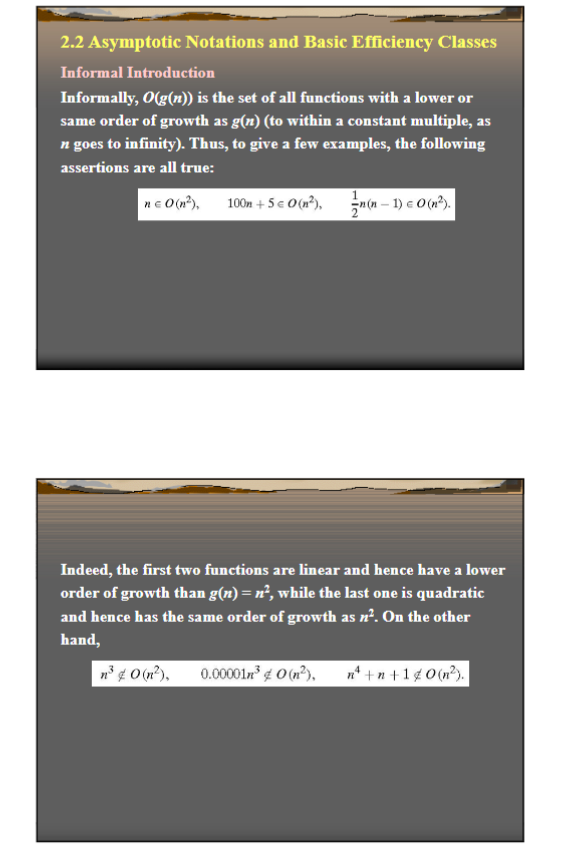 2.2 Asymptotic Notations and Basic Efficiency Classes
Informal Introduction
Informally, O(g(n)) is the set of all functions with a lower or
same order of growth as g(n) (to within a constant multiple, as
n goes to infinity). Thus, to give a few examples, the following
assertions are all true:
n ∈ O(n²), 100n + 5 ∈ O(n²), ½n(n − 1) ∈ O(n²).
Indeed, the first two functions are linear and hence have a lower
order of growth than g(n) = n², while the last one is quadratic
and hence has the same order of growth as n². On the other
hand,
n³ ∉ O(n²), 0.00001n³ ∉ O(n²), n⁴ + n + 1 ∉ O(n²).